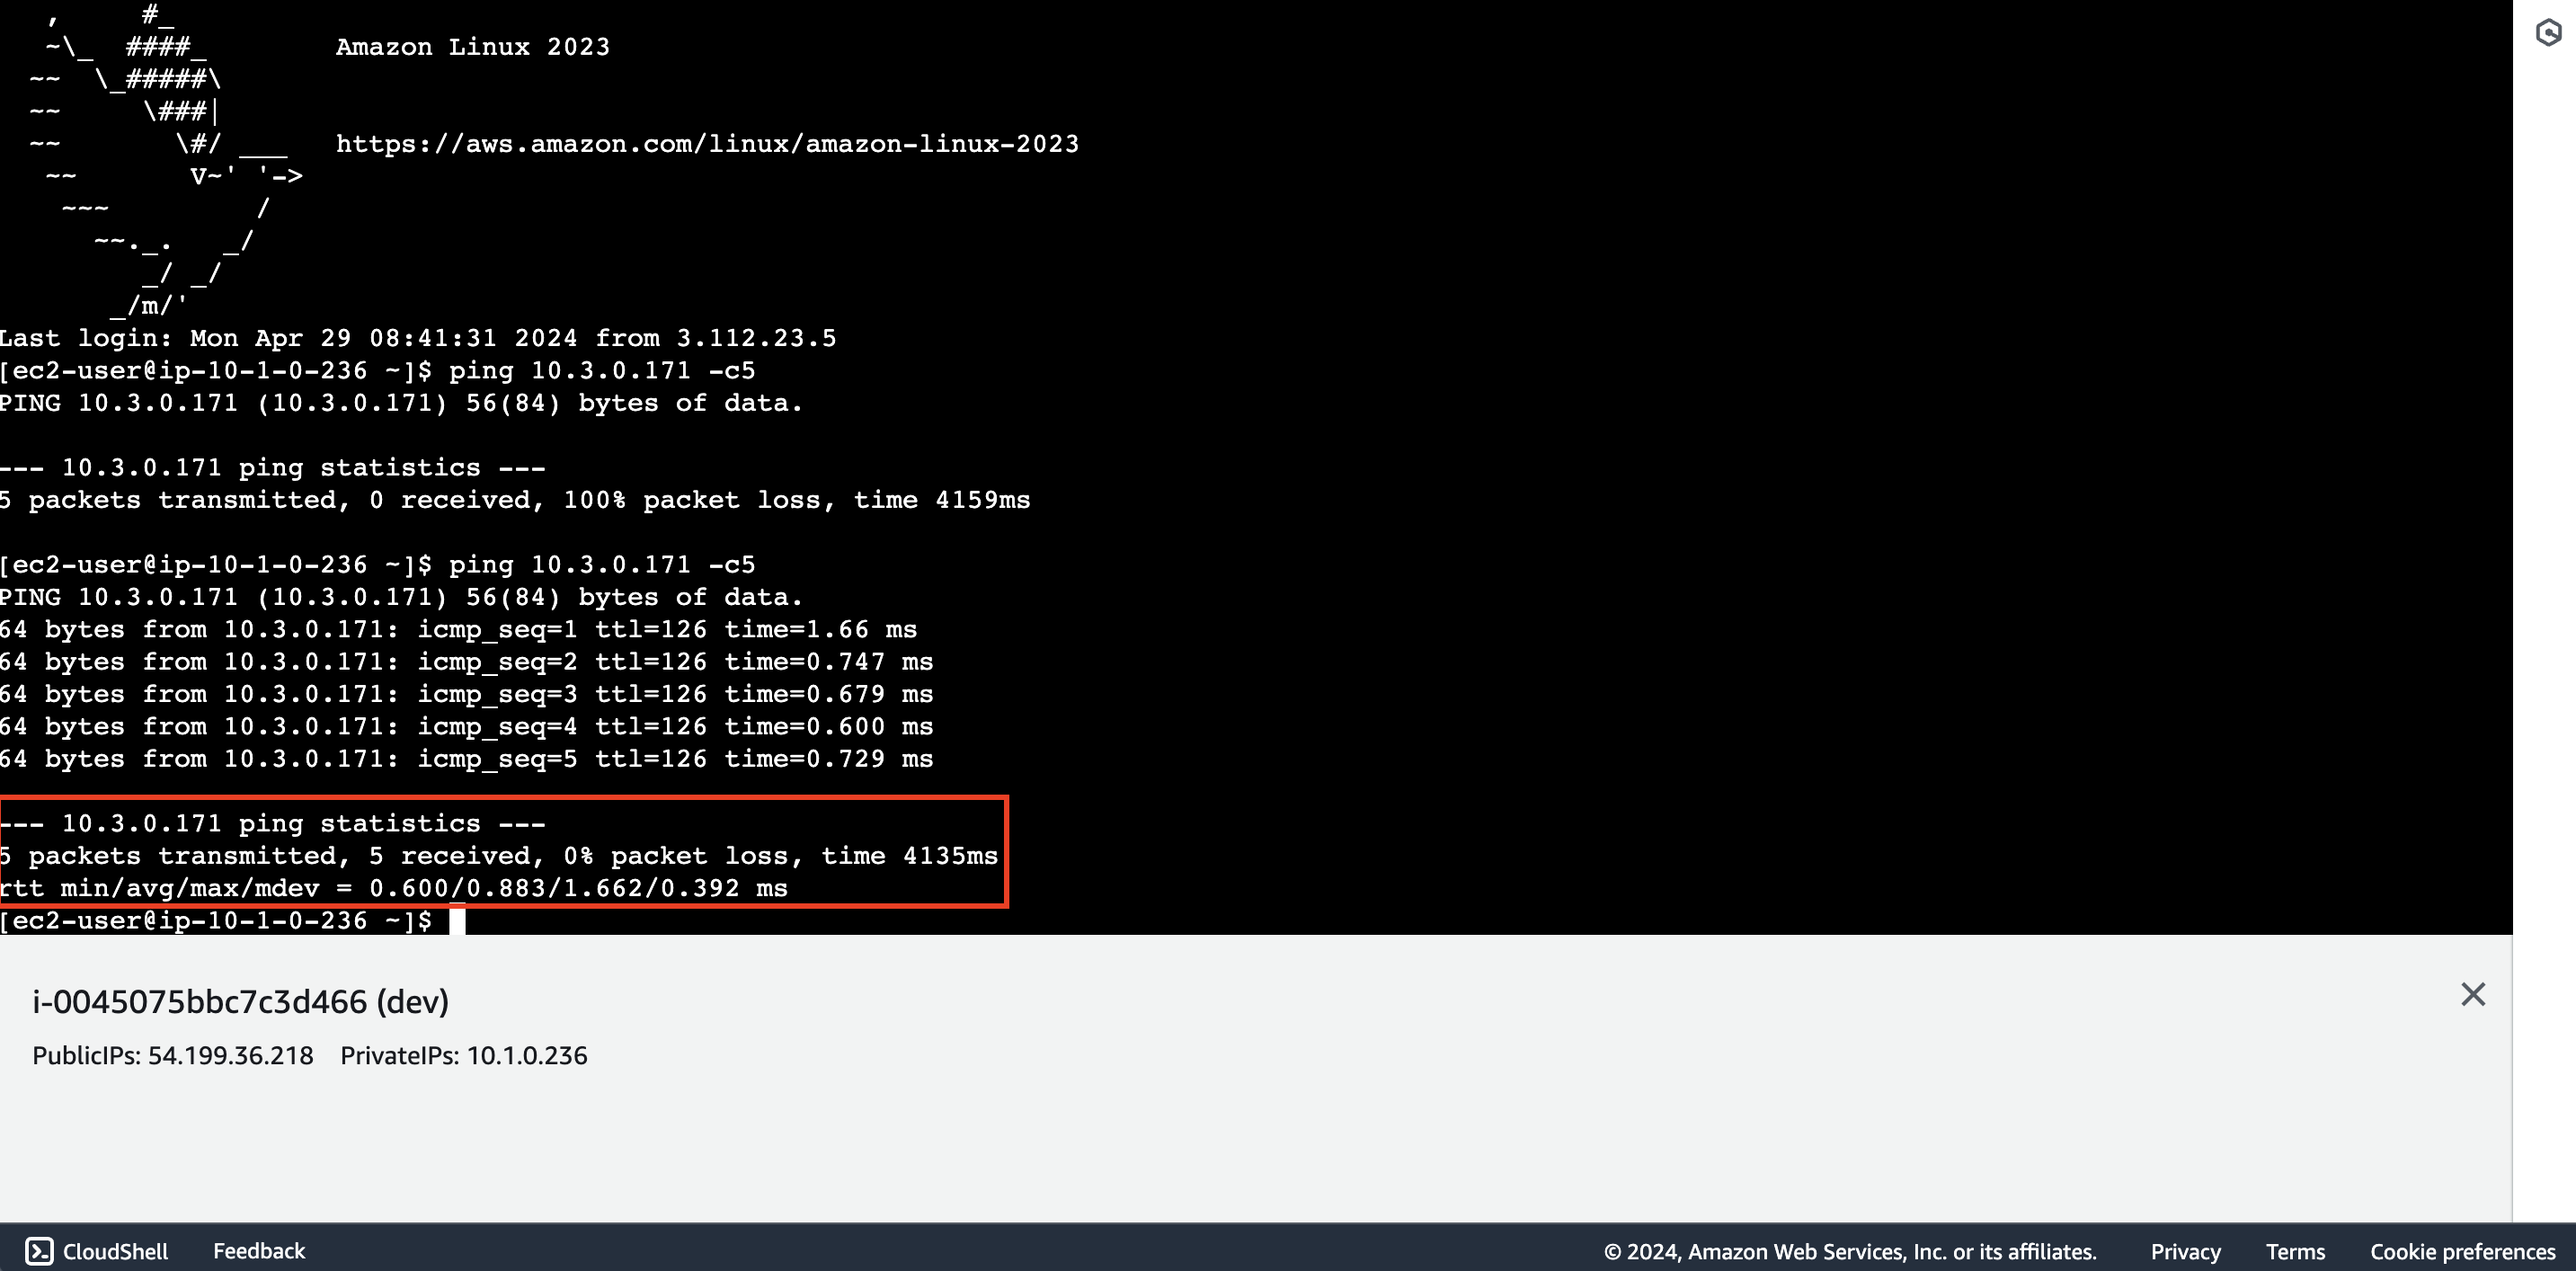 ,     #_
   ~\_  ####_        Amazon Linux 2023
  ~~  \_#####\
  ~~     \###|
  ~~       \#/ ___   https://aws.amazon.com/linux/amazon-linux-2023
   ~~       V~' '->
    ~~~         /
      ~~._.   _/
         _/ _/
       _/m/'
Last login: Mon Apr 29 08:41:31 2024 from 3.112.23.5
[ec2-user@ip-10-1-0-236 ~]$ ping 10.3.0.171 -c5
PING 10.3.0.171 (10.3.0.171) 56(84) bytes of data.

--- 10.3.0.171 ping statistics ---
5 packets transmitted, 0 received, 100% packet loss, time 4159ms

[ec2-user@ip-10-1-0-236 ~]$ ping 10.3.0.171 -c5
PING 10.3.0.171 (10.3.0.171) 56(84) bytes of data.
64 bytes from 10.3.0.171: icmp_seq=1 ttl=126 time=1.66 ms
64 bytes from 10.3.0.171: icmp_seq=2 ttl=126 time=0.747 ms
64 bytes from 10.3.0.171: icmp_seq=3 ttl=126 time=0.679 ms
64 bytes from 10.3.0.171: icmp_seq=4 ttl=126 time=0.600 ms
64 bytes from 10.3.0.171: icmp_seq=5 ttl=126 time=0.729 ms

--- 10.3.0.171 ping statistics ---
5 packets transmitted, 5 received, 0% packet loss, time 4135ms
rtt min/avg/max/mdev = 0.600/0.883/1.662/0.392 ms
[ec2-user@ip-10-1-0-236 ~]$
i-0045075bbc7c3d466 (dev)
PublicIPs: 54.199.36.218 PrivateIPs: 10.1.0.236
CloudShell Feedback © 2024, Amazon Web Services, Inc. or its affiliates. Privacy Terms Cookie preferences